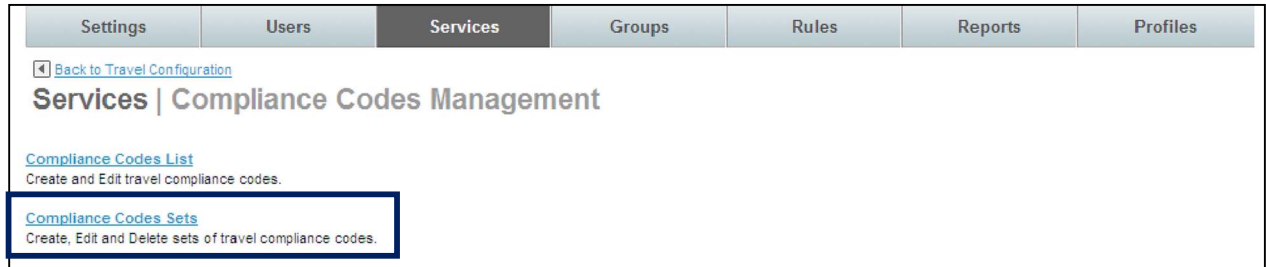 Settings Users Services Groups Rules Reports Profiles
Back to Travel Configuration
Services | Compliance Codes Management
Compliance Codes List
Create and Edit travel compliance codes.
Compliance Codes Sets
Create, Edit and Delete sets of travel compliance codes.